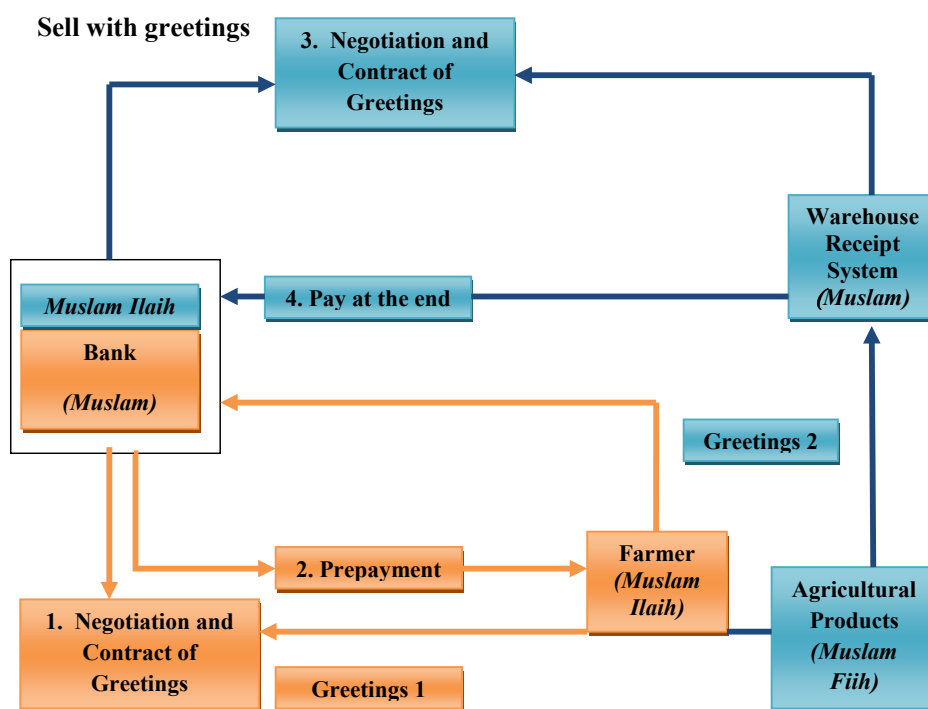 Sell with greetings
3. Negotiation and
Contract of
Greetings
Warehouse
Receipt
System
(Muslam)
4. Pay at the end
Muslam Ilaih
Bank
(Muslam)
Greetings 2
2. Prepayment
Farmer
(Muslam
Ilaih)
Agricultural
Products
(Muslam
Fiih)
1. Negotiation and
Contract of
Greetings
Greetings 1